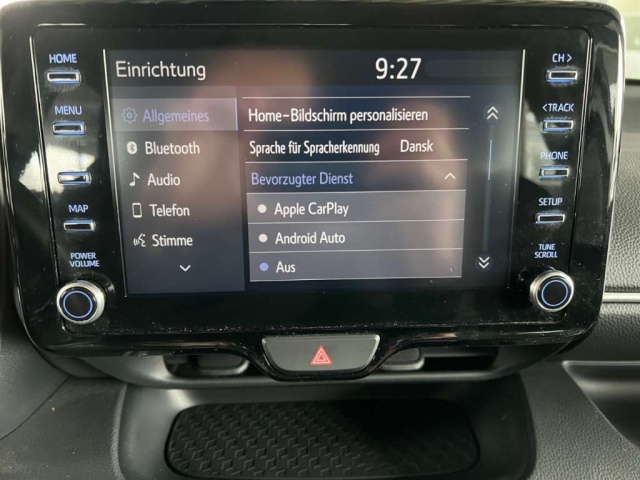 HOME
MENU
MAP
POWER
VOLUME
Einrichtung
9:27
Allgemeines
Bluetooth
Audio
Telefon
Stimme
Home-Bildschirm personalisieren
Sprache für Spracherkennung Dansk
Bevorzugter Dienst
Apple CarPlay
Android Auto
Aus
CH >
< TRACK
PHONE
SETUP
TUNE
SCROLL